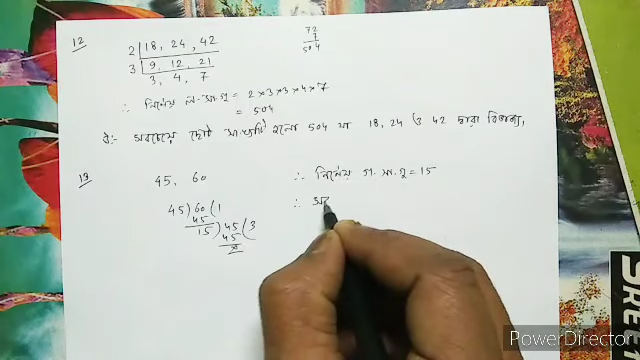 12
72
7
504
2 | 18, 24, 42
3 | 9, 12, 21
3, 4, 7
∴ নির্ণেয় ল.সা.গু = 2 × 3 × 3 × 4 × 7
= 504
উ:- সবচেয়ে ছোট সংখ্যাটি হলো 504 যা 18, 24 ও 42 দ্বারা বিভাজ্য,
13
45, 60
∴ নির্ণেয় গ.সা.গু = 15
45) 60 (1
45
15) 45 (3
45
∴ স
PowerDirector